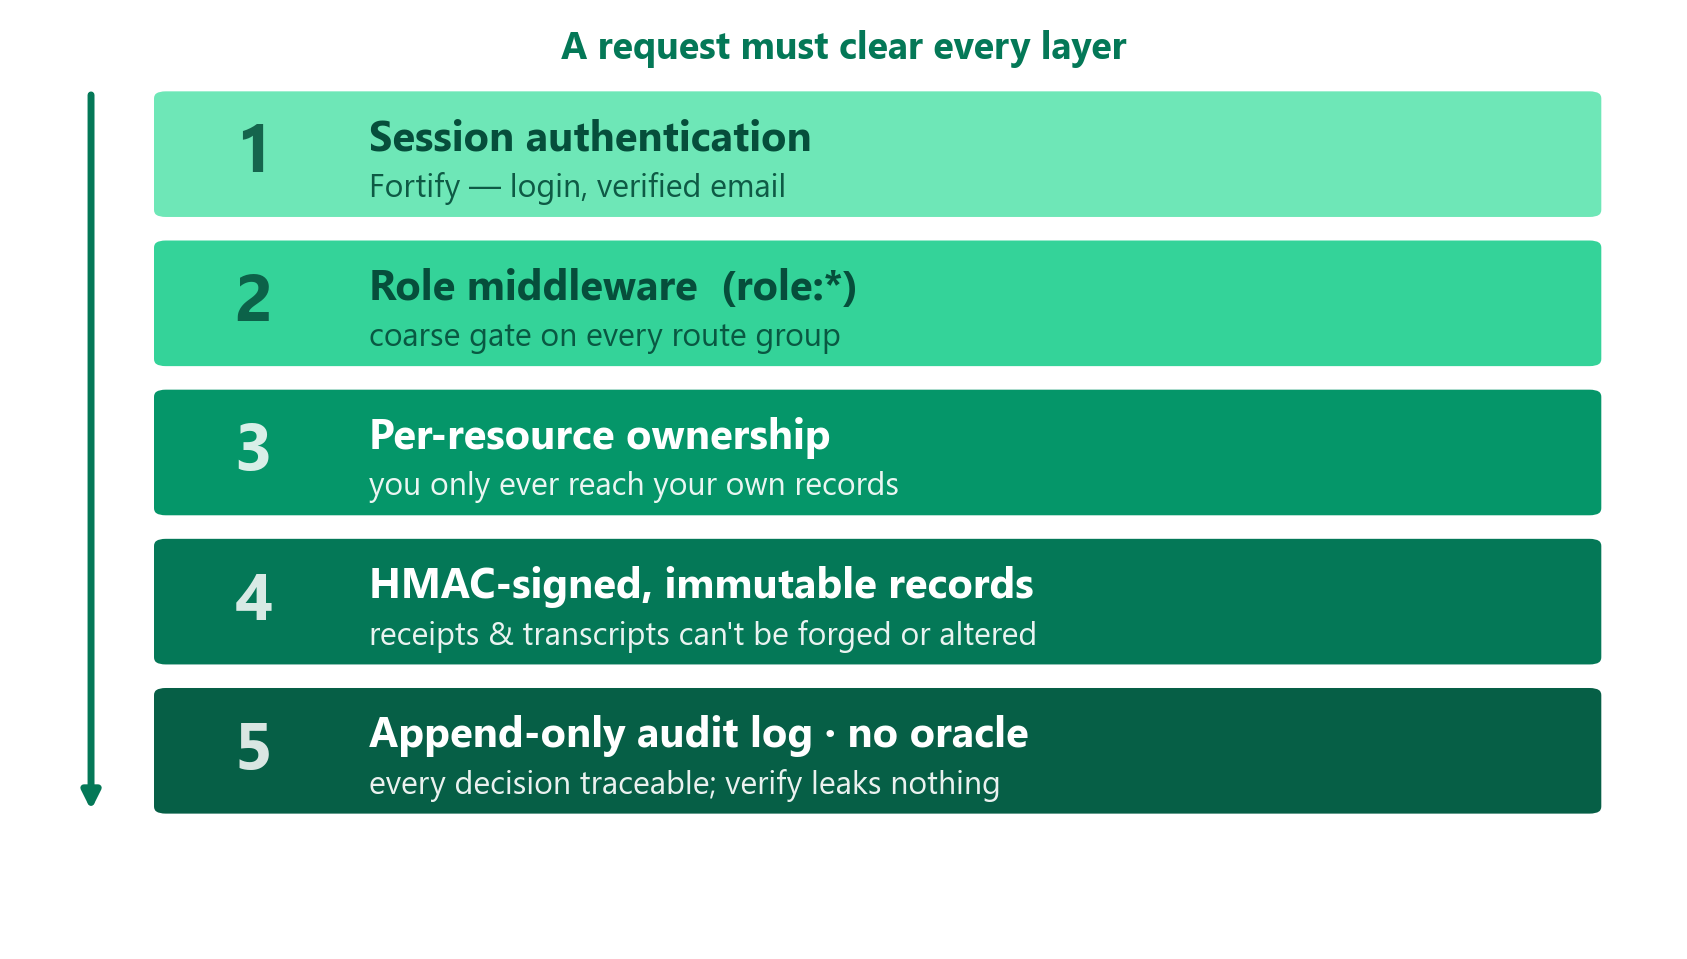 A request must clear every layer
1
Session authentication
Fortify — login, verified email
2
Role middleware (role:*)
coarse gate on every route group
3
Per-resource ownership
you only ever reach your own records
4
HMAC-signed, immutable records
receipts & transcripts can't be forged or altered
5
Append-only audit log · no oracle
every decision traceable; verify leaks nothing